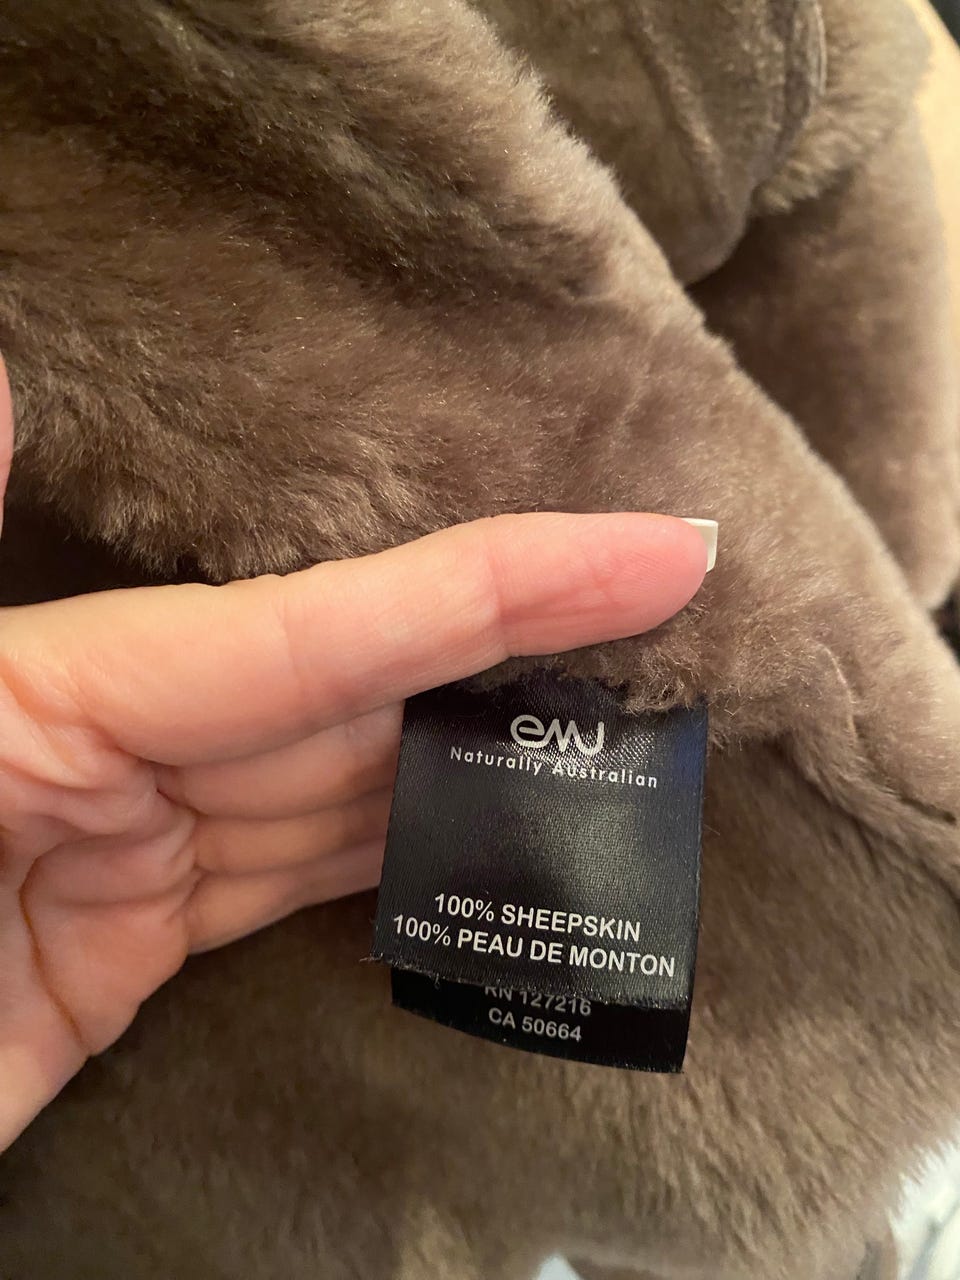 emu
Naturally Australian
100% SHEEPSKIN
100% PEAU DE MONTON
RN 127216
CA 50664